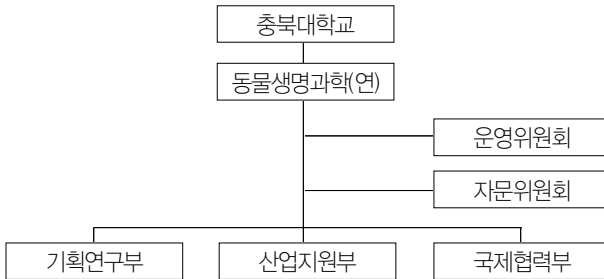 충북대학교
동물생명과학(연)
운영위원회
자문위원회
기획연구부
산업지원부
국제협력부